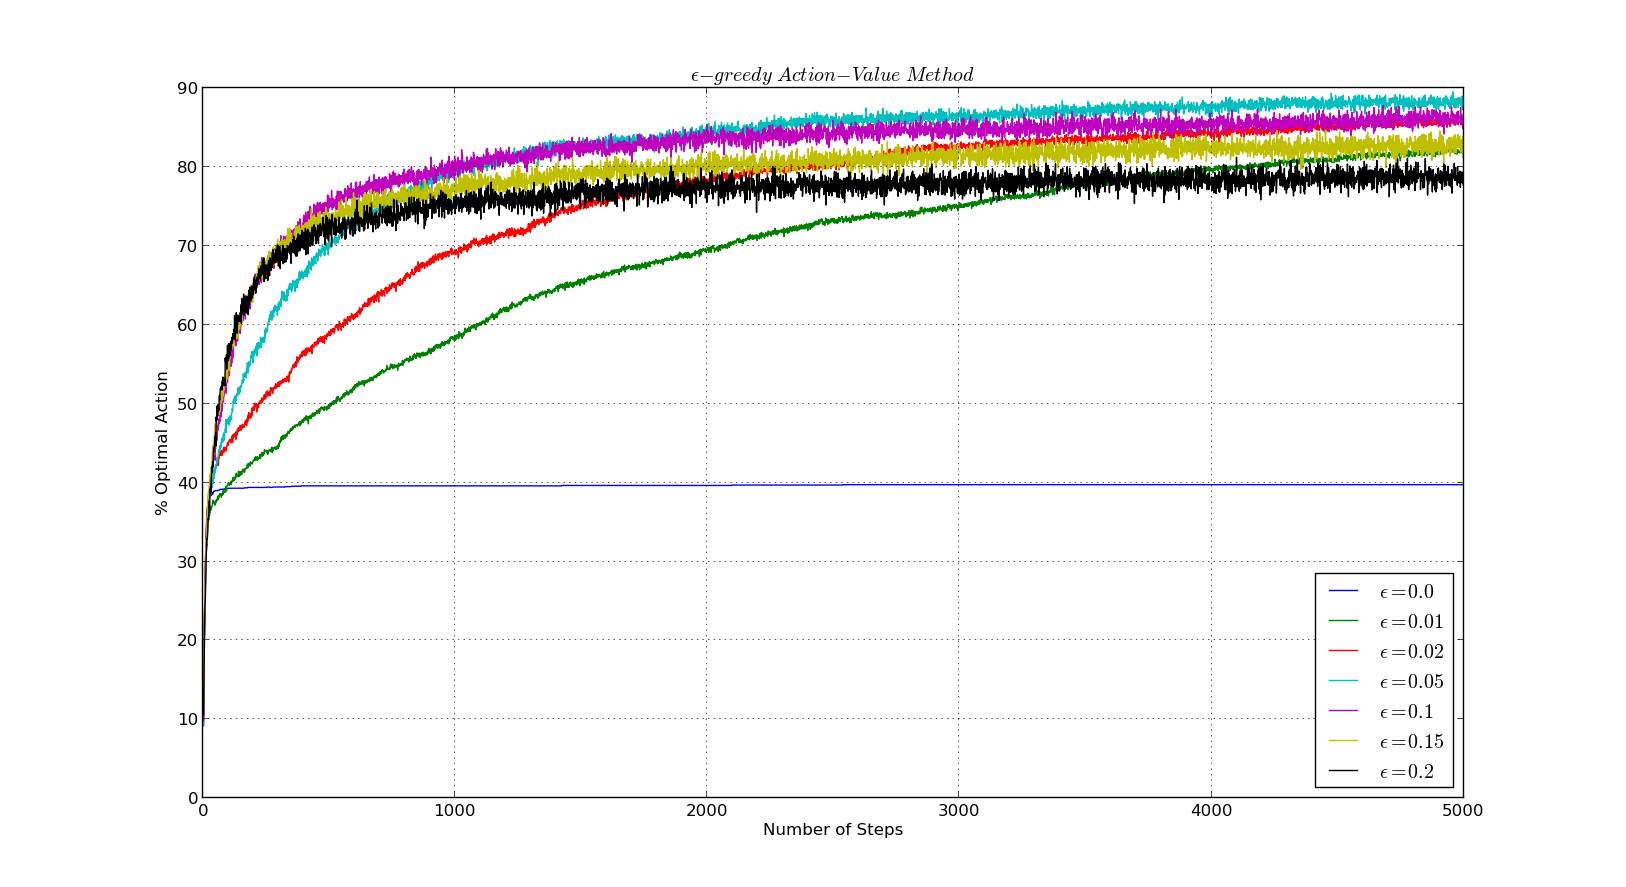 ϵ−greedy Action−Value Method
90
80
70
60
50
40
30
20
10
0
% Optimal Action
0 1000 2000 3000 4000 5000
Number of Steps
ϵ=0.0
ϵ=0.01
ϵ=0.02
ϵ=0.05
ϵ=0.1
ϵ=0.15
ϵ=0.2